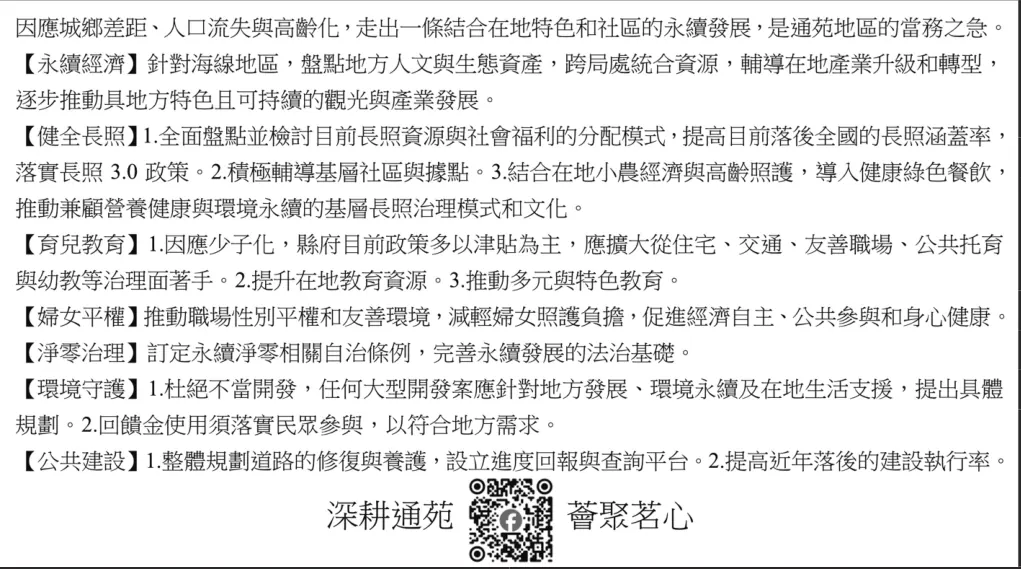 因應城鄉差距、人口流失與高齡化，走出一條結合在地特色和社區的永續發展，是通苑地區的當務之急。
【永續經濟】針對海線地區，盤點地方人文與生態資產，跨局處統合資源，輔導在地產業升級和轉型，
逐步推動具地方特色且可持續的觀光與產業發展。
【健全長照】1.全面盤點並檢討目前長照資源與社會福利的分配模式，提高目前落後全國的長照涵蓋率，
落實長照 3.0 政策。2.積極輔導基層社區與據點。3.結合在地小農經濟與高齡照護，導入健康綠色餐飲，
推動兼顧營養健康與環境永續的基層長照治理模式和文化。
【育兒教育】1.因應少子化，縣府目前政策多以津貼為主，應擴大從住宅、交通、友善職場、公共托育
與幼教等治理面著手。2.提升在地教育資源。3.推動多元與特色教育。
【婦女平權】推動職場性別平權和友善環境，減輕婦女照護負擔，促進經濟自主、公共參與和身心健康。
【淨零治理】訂定永續淨零相關自治條例，完善永續發展的法治基礎。
【環境守護】1.杜絕不當開發，任何大型開發案應針對地方發展、環境永續及在地生活支援，提出具體
規劃。2.回饋金使用須落實民眾參與，以符合地方需求。
【公共建設】1.整體規劃道路的修復與養護，設立進度回報與查詢平台。2.提高近年落後的建設執行率。
深耕通苑 薈聚茗心